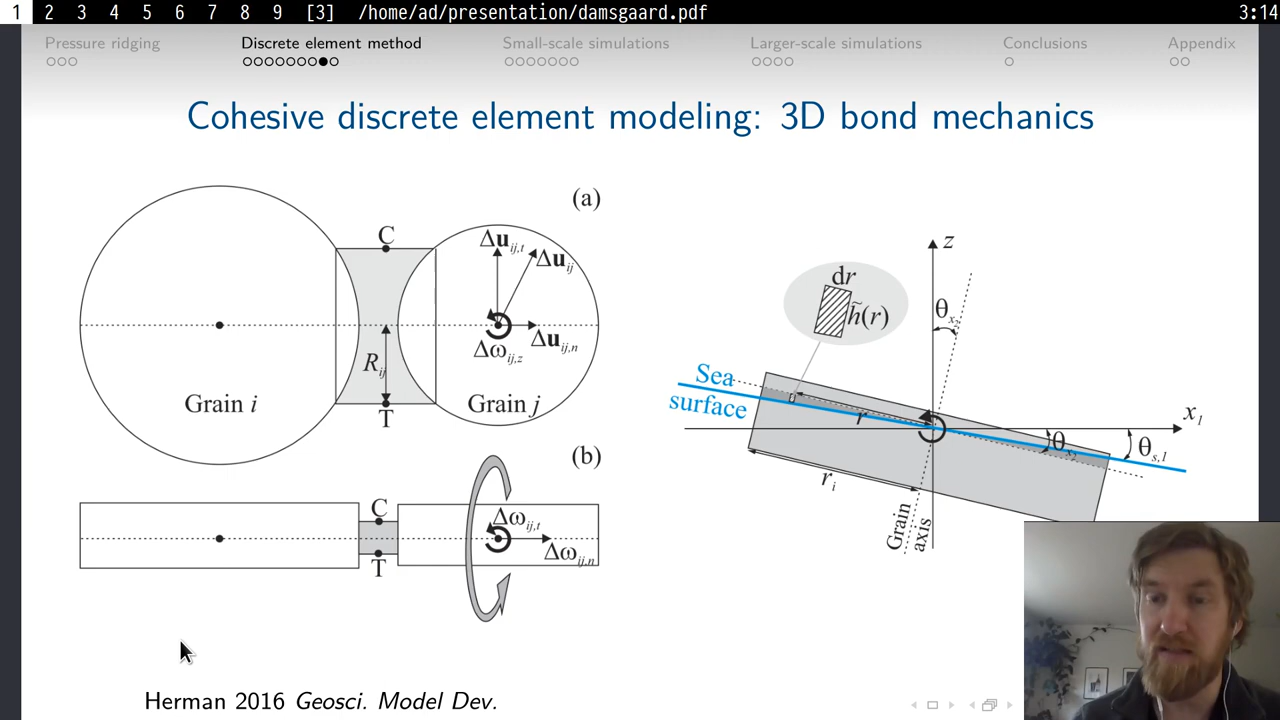 1 2 3 4 5 6 7 8 9 [3] /home/ad/presentation/damsgaard.pdf 3:14
Pressure ridging Discrete element method Small-scale simulations Larger-scale simulations Conclusions Appendix
Cohesive discrete element modeling: 3D bond mechanics
(a)
C
Δu_ij,t
Δu_ij
Δu_ij,n
Δω_ij,z
R_ij
Grain i
Grain j
T
(b)
C
Δω_ij,t
Δω_ij,n
T
z
dr
h̃(r)
θ_x2
Sea
surface
r
x_1
θ_x1
θ_s,1
r_i
Grain
axis
Herman 2016 Geosci. Model Dev.